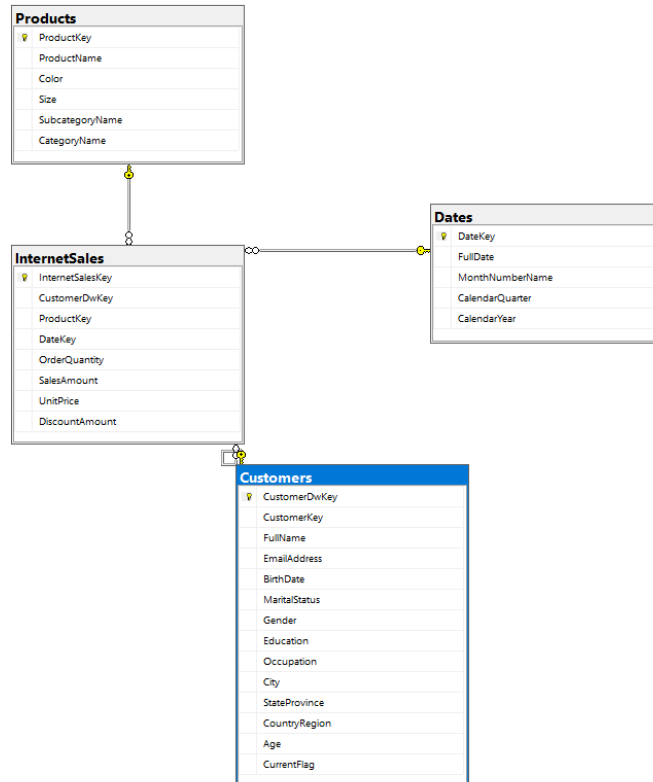 Products
ProductKey
ProductName
Color
Size
SubcategoryName
CategoryName
InternetSales
InternetSalesKey
CustomerDwKey
ProductKey
DateKey
OrderQuantity
SalesAmount
UnitPrice
DiscountAmount
Dates
DateKey
FullDate
MonthNumberName
CalendarQuarter
CalendarYear
Customers
CustomerDwKey
CustomerKey
FullName
EmailAddress
BirthDate
MaritalStatus
Gender
Education
Occupation
City
StateProvince
CountryRegion
Age
CurrentFlag